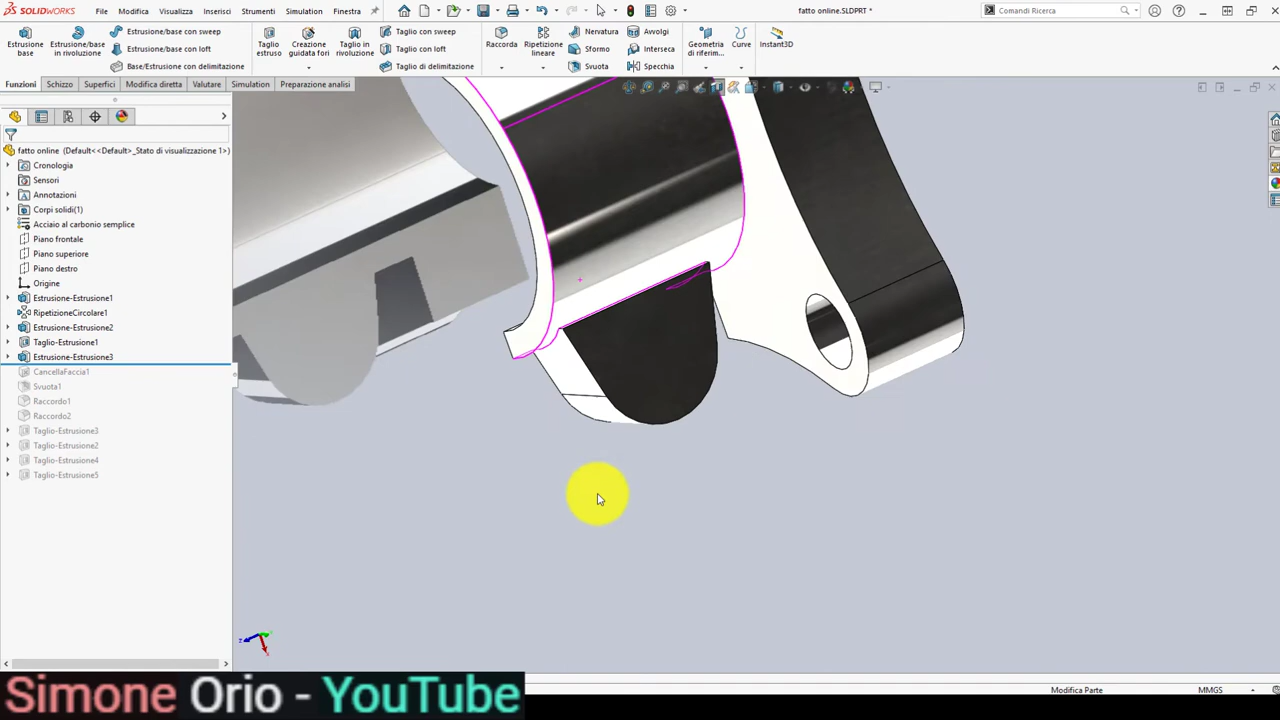 SOLIDWORKS File Modifica Visualizza Inserisci Strumenti Simulation Finestra fatto online.SLDPRT * Comandi Ricerca
Estrusione base
Estrusione/base in rivoluzione
Estrusione/base con sweep
Estrusione/base con loft
Base/Estrusione con delimitazione
Taglio estruso
Creazione guidata fori
Taglio in rivoluzione
Taglio con sweep
Taglio con loft
Taglio di delimitazione
Raccordo
Ripetizione lineare
Nervatura
Sformo
Svuota
Avvolgi
Interseca
Specchia
Geometria di riferim...
Curve
Instant3D
Funzioni Schizzo Superfici Modifica diretta Valutare Simulation Preparazione analisi
fatto online (Default<<Default>_Stato di visualizzazione 1>)
Cronologia
Sensori
Annotazioni
Corpi solidi(1)
Acciaio al carbonio semplice
Piano frontale
Piano superiore
Piano destro
Origine
Estrusione-Estrusione1
RipetizioneCircolare1
Estrusione-Estrusione2
Taglio-Estrusione1
Estrusione-Estrusione3
CancellaFaccia1
Svuota1
Raccordo1
Raccordo2
Taglio-Estrusione3
Taglio-Estrusione2
Taglio-Estrusione4
Taglio-Estrusione5
Simone Orio - YouTube
Modifica Parte MMGS